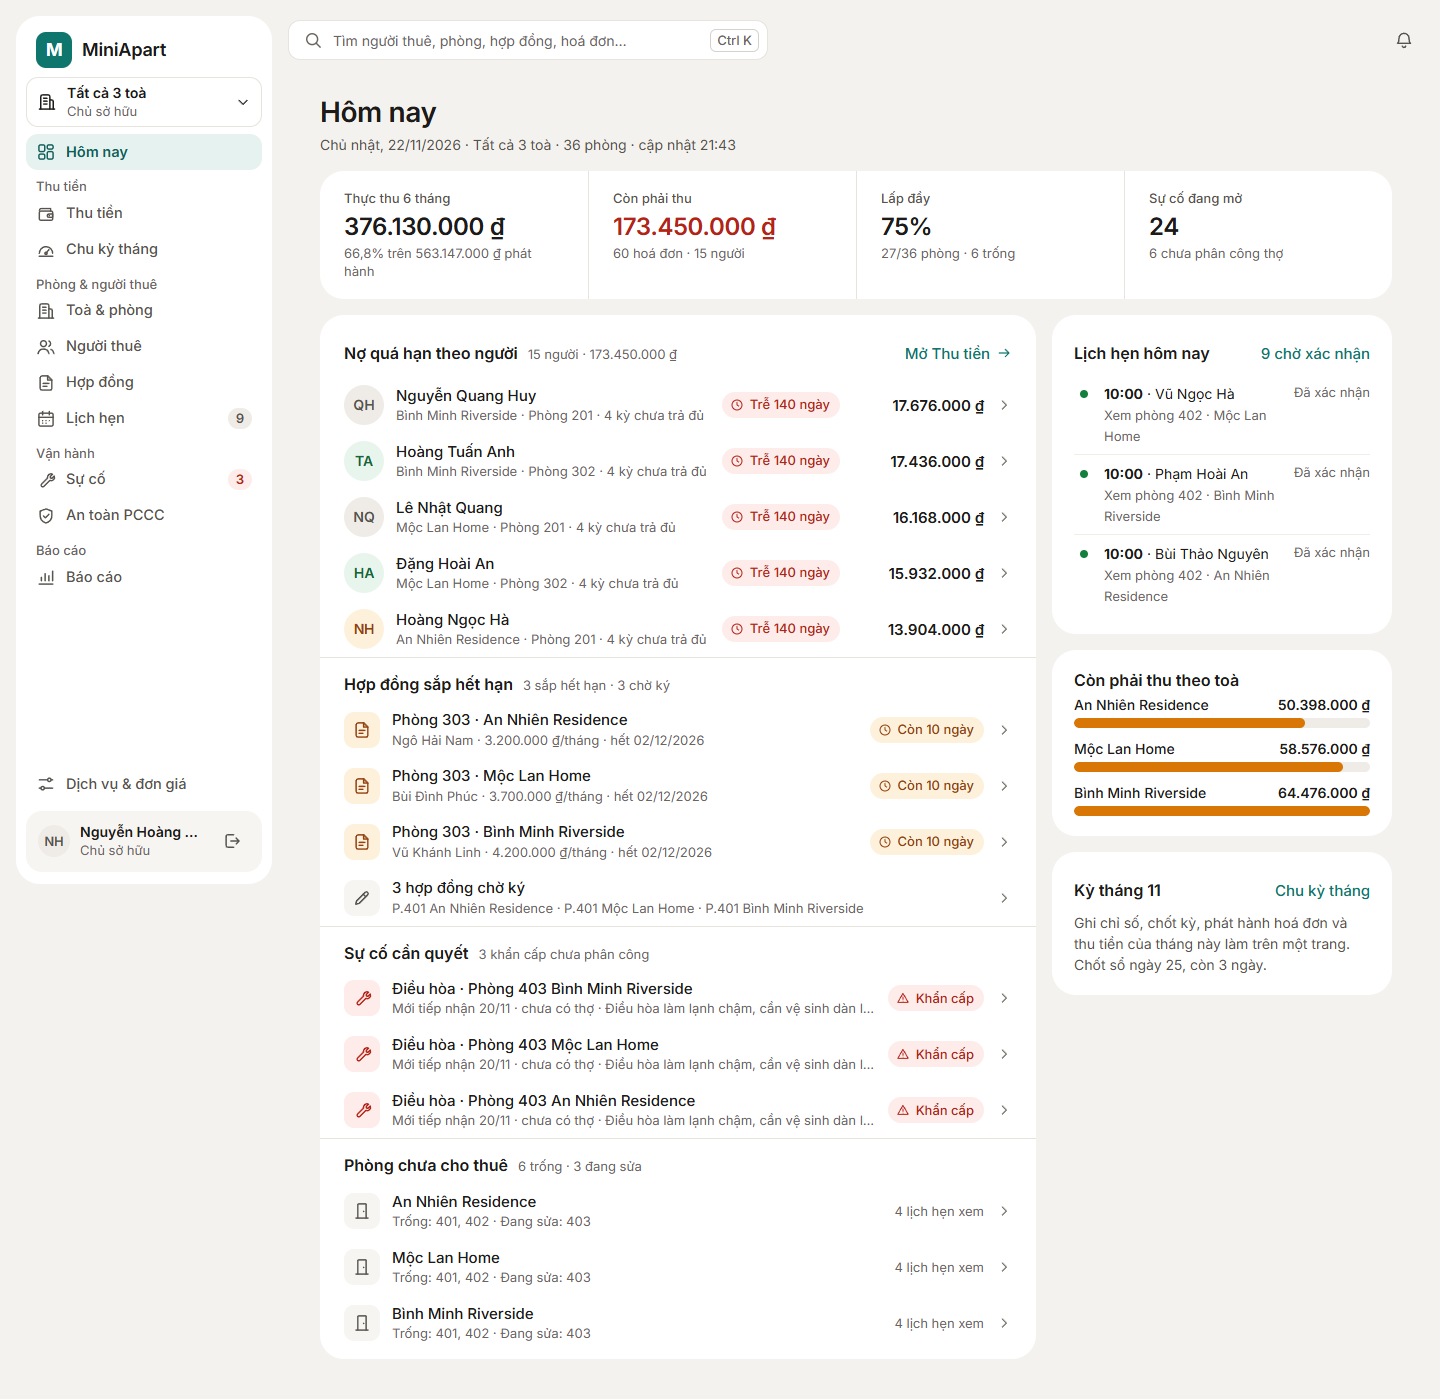 M MiniApart
Tất cả 3 toà
Chủ sở hữu
Hôm nay
Thu tiền
Thu tiền
Chu kỳ tháng
Phòng & người thuê
Toà & phòng
Người thuê
Hợp đồng
Lịch hẹn 9
Vận hành
Sự cố 3
An toàn PCCC
Báo cáo
Báo cáo
Dịch vụ & đơn giá
NH Nguyễn Hoàng ...
Chủ sở hữu
Tìm người thuê, phòng, hợp đồng, hoá đơn... Ctrl K
Hôm nay
Chủ nhật, 22/11/2026 · Tất cả 3 toà · 36 phòng · cập nhật 21:43
Thực thu 6 tháng
376.130.000 ₫
66,8% trên 563.147.000 ₫ phát
hành
Còn phải thu
173.450.000 ₫
60 hoá đơn · 15 người
Lấp đầy
75%
27/36 phòng · 6 trống
Sự cố đang mở
24
6 chưa phân công thợ
Nợ quá hạn theo người 15 người · 173.450.000 ₫ Mở Thu tiền →
QH Nguyễn Quang Huy
Bình Minh Riverside · Phòng 201 · 4 kỳ chưa trả đủ
Trễ 140 ngày 17.676.000 ₫
TA Hoàng Tuấn Anh
Bình Minh Riverside · Phòng 302 · 4 kỳ chưa trả đủ
Trễ 140 ngày 17.436.000 ₫
NQ Lê Nhật Quang
Mộc Lan Home · Phòng 201 · 4 kỳ chưa trả đủ
Trễ 140 ngày 16.168.000 ₫
HA Đặng Hoài An
Mộc Lan Home · Phòng 302 · 4 kỳ chưa trả đủ
Trễ 140 ngày 15.932.000 ₫
NH Hoàng Ngọc Hà
An Nhiên Residence · Phòng 201 · 4 kỳ chưa trả đủ
Trễ 140 ngày 13.904.000 ₫
Hợp đồng sắp hết hạn 3 sắp hết hạn · 3 chờ ký
Phòng 303 · An Nhiên Residence
Ngô Hải Nam · 3.200.000 ₫/tháng · hết 02/12/2026
Còn 10 ngày
Phòng 303 · Mộc Lan Home
Bùi Đình Phúc · 3.700.000 ₫/tháng · hết 02/12/2026
Còn 10 ngày
Phòng 303 · Bình Minh Riverside
Vũ Khánh Linh · 4.200.000 ₫/tháng · hết 02/12/2026
Còn 10 ngày
3 hợp đồng chờ ký
P.401 An Nhiên Residence · P.401 Mộc Lan Home · P.401 Bình Minh Riverside
Sự cố cần quyết 3 khẩn cấp chưa phân công
Điều hòa · Phòng 403 Bình Minh Riverside
Mới tiếp nhận 20/11 · chưa có thợ · Điều hòa làm lạnh chậm, cần vệ sinh dàn l...
Khẩn cấp
Điều hòa · Phòng 403 Mộc Lan Home
Mới tiếp nhận 20/11 · chưa có thợ · Điều hòa làm lạnh chậm, cần vệ sinh dàn l...
Khẩn cấp
Điều hòa · Phòng 403 An Nhiên Residence
Mới tiếp nhận 20/11 · chưa có thợ · Điều hòa làm lạnh chậm, cần vệ sinh dàn l...
Khẩn cấp
Phòng chưa cho thuê 6 trống · 3 đang sửa
An Nhiên Residence
Trống: 401, 402 · Đang sửa: 403
4 lịch hẹn xem
Mộc Lan Home
Trống: 401, 402 · Đang sửa: 403
4 lịch hẹn xem
Bình Minh Riverside
Trống: 401, 402 · Đang sửa: 403
4 lịch hẹn xem
Lịch hẹn hôm nay 9 chờ xác nhận
10:00 · Vũ Ngọc Hà Đã xác nhận
Xem phòng 402 · Mộc Lan
Home
10:00 · Phạm Hoài An Đã xác nhận
Xem phòng 402 · Bình Minh
Riverside
10:00 · Bùi Thảo Nguyên Đã xác nhận
Xem phòng 402 · An Nhiên
Residence
Còn phải thu theo toà
An Nhiên Residence 50.398.000 ₫
Mộc Lan Home 58.576.000 ₫
Bình Minh Riverside 64.476.000 ₫
Kỳ tháng 11 Chu kỳ tháng
Ghi chỉ số, chốt kỳ, phát hành hoá đơn và
thu tiền của tháng này làm trên một trang.
Chốt sổ ngày 25, còn 3 ngày.